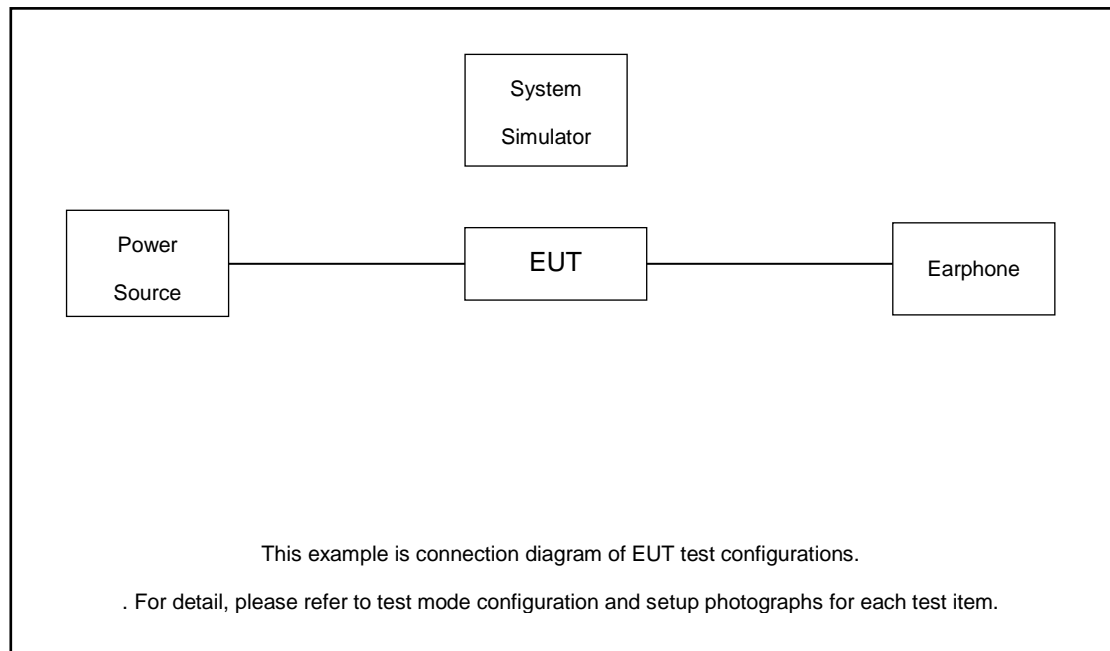 System
Simulator
Power
Source
EUT
Earphone
This example is connection diagram of EUT test configurations.
. For detail, please refer to test mode configuration and setup photographs for each test item.